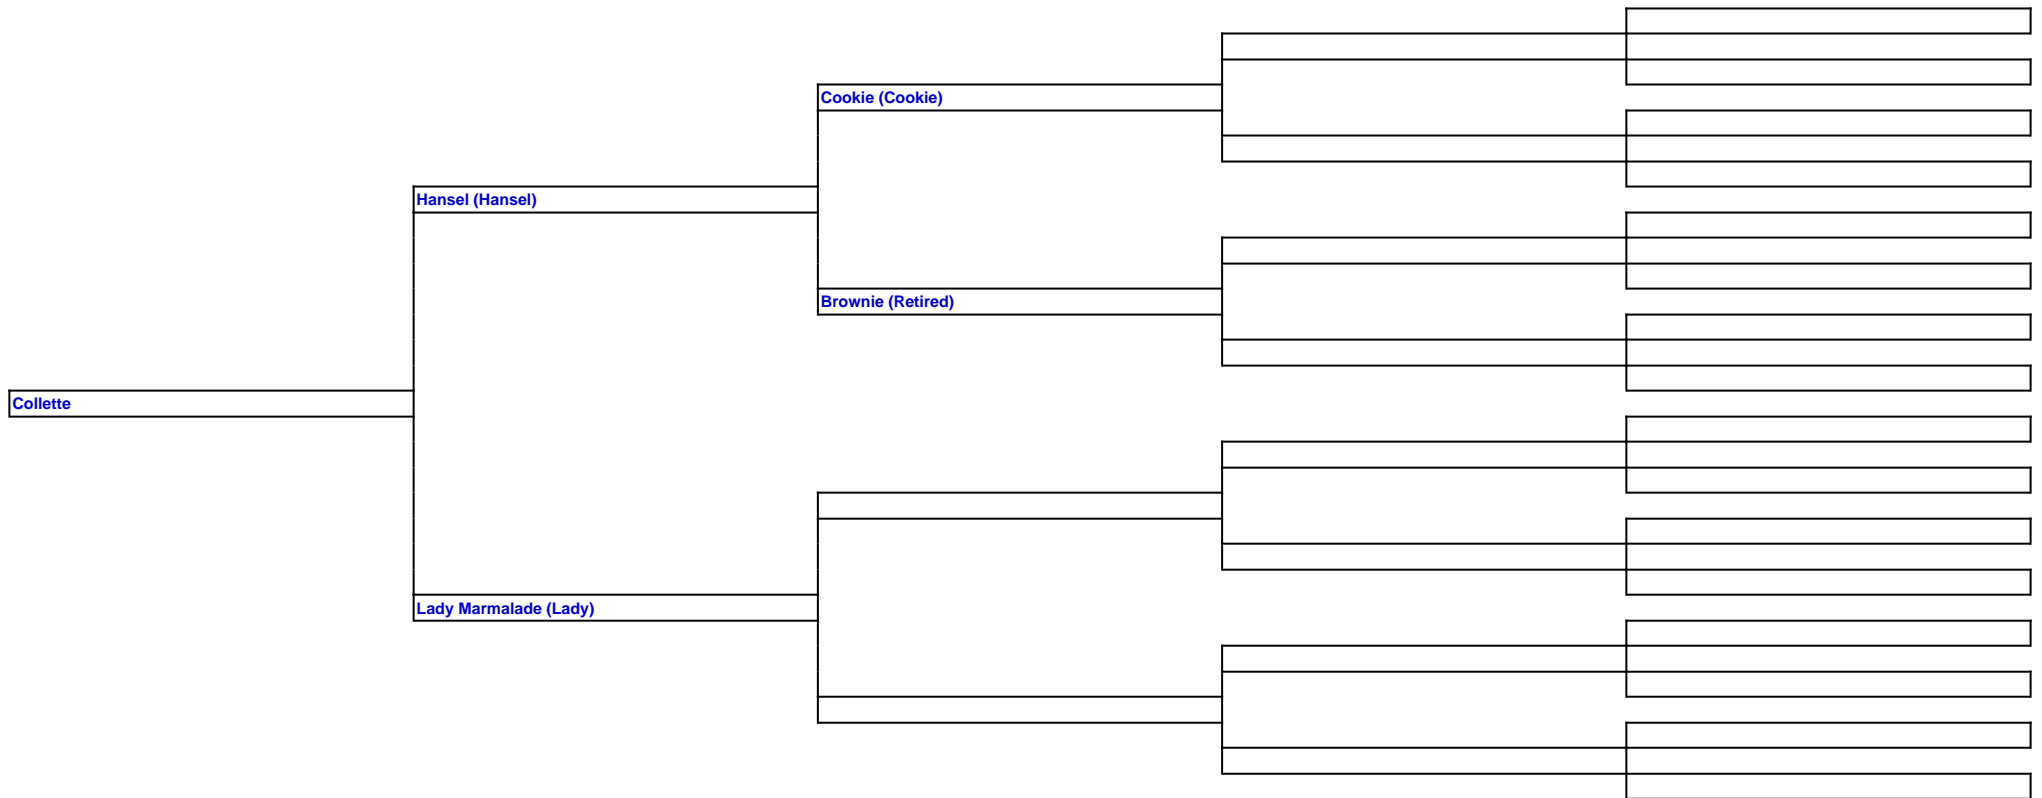 Cookie (Cookie)
Hansel (Hansel)
Brownie (Retired)
Collette
Lady Marmalade (Lady)